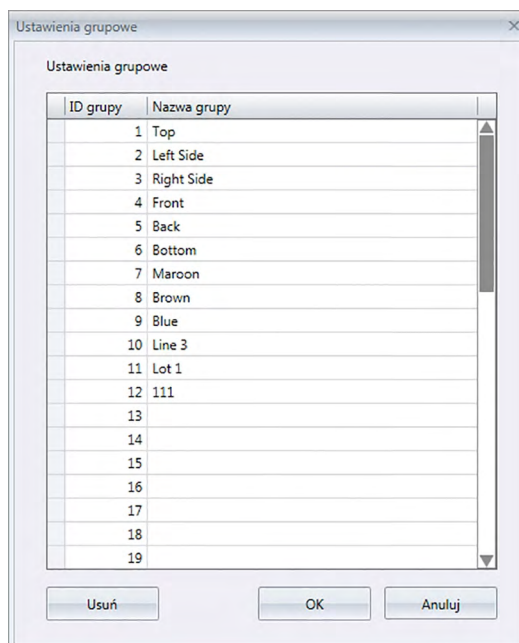 Ustawienia grupowe
Ustawienia grupowe
ID grupy Nazwa grupy
1 Top
2 Left Side
3 Right Side
4 Front
5 Back
6 Bottom
7 Maroon
8 Brown
9 Blue
10 Line 3
11 Lot 1
12 111
13
14
15
16
17
18
19
Usuń OK Anuluj